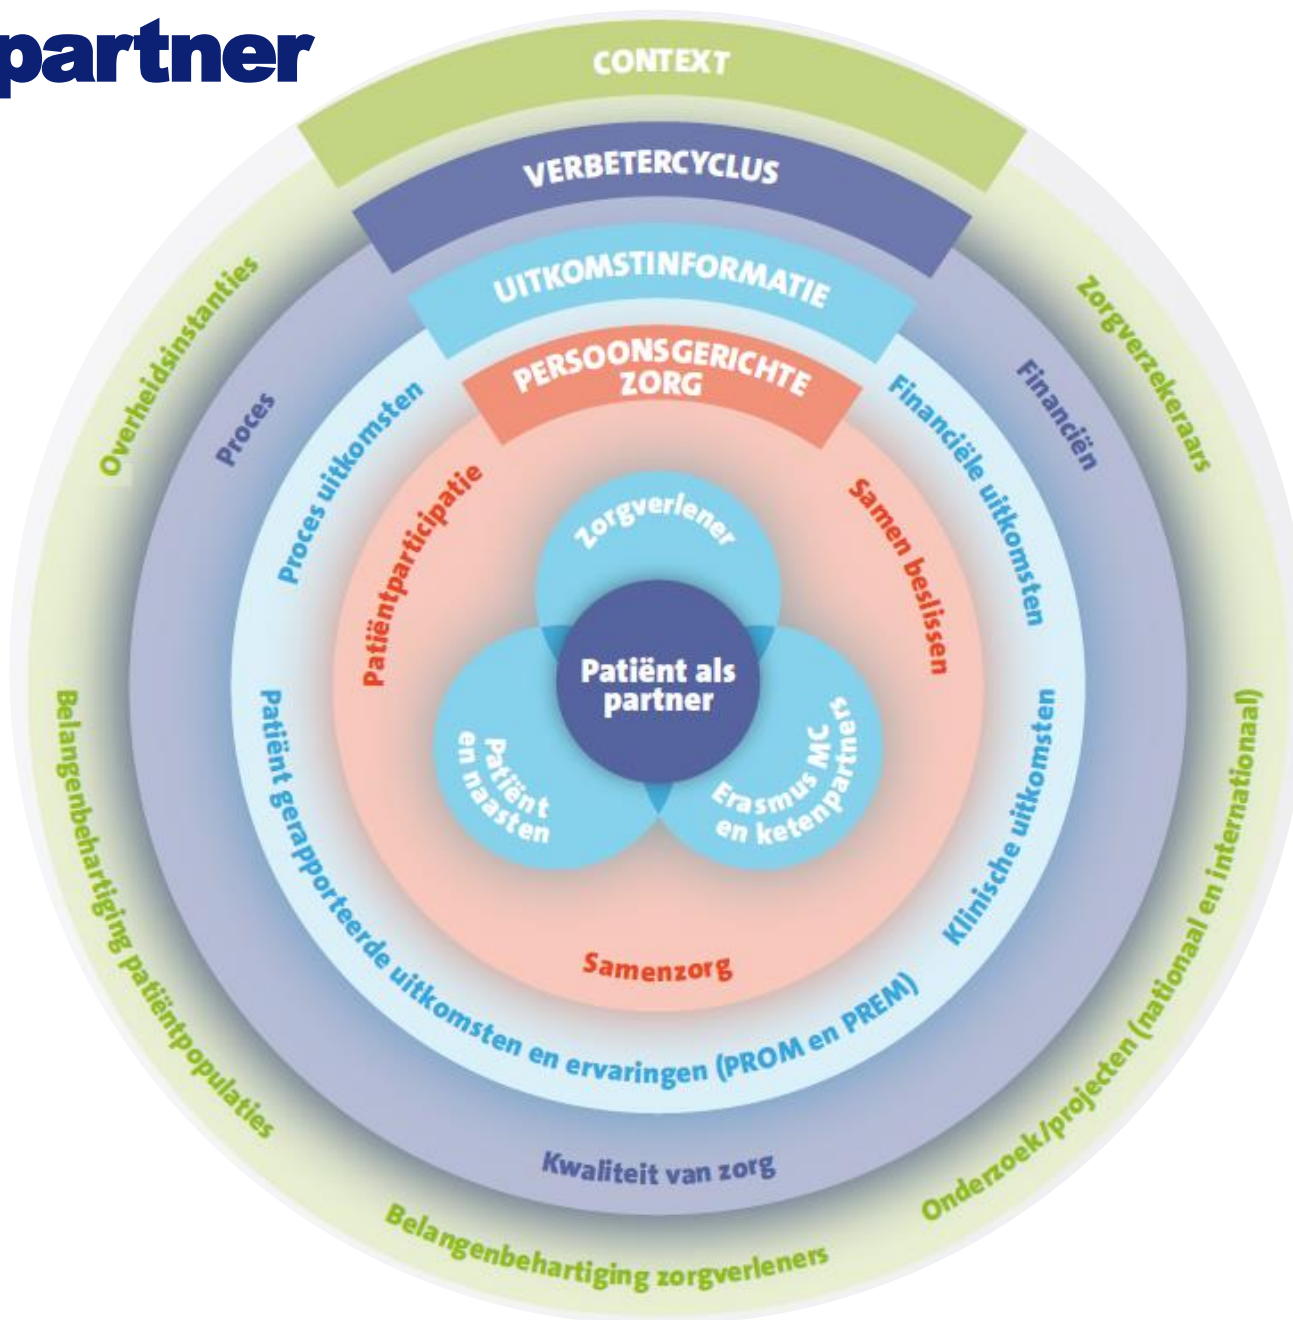 partner
CONTEXT
VERBETERCYCLUS
UITKOMSTINFORMATIE
PERSOONSGERICHTE
ZORG
Overheidsinstanties
Zorgverzekeraars
Proces
Financiën
Proces uitkomsten
Financiële uitkomsten
Patiëntparticipatie
Samen beslissen
Zorgverlener
Patiënt als
partner
Patiënt
en naasten
Erasmus MC
en ketenpartners
Samenzorg
Patiënt gerapporteerde uitkomsten en ervaringen (PROM en PREM)
Klinische uitkomsten
Kwaliteit van zorg
Belangenbehartiging patiëntpopulaties
Belangenbehartiging zorgverleners
Onderzoek/projecten (nationaal en internationaal)